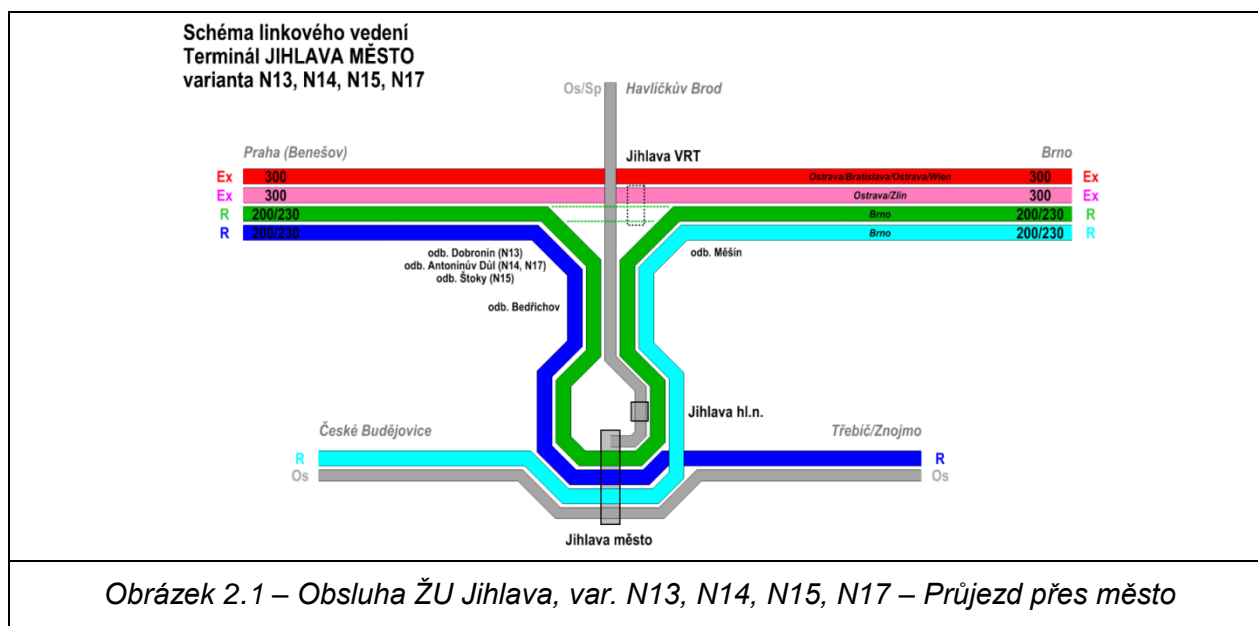 Schéma linkového vedení
Terminál JIHLAVA MĚSTO
varianta N13, N14, N15, N17
Os/Sp Havlíčkův Brod
Praha (Benešov) Jihlava VRT Brno
Ex 300 Ostrava/Bratislava/Ostrava/Wien 300 Ex
Ex 300 Ostrava/Zlín 300 Ex
R 200/230 Brno 200/230 R
R 200/230 Brno 200/230 R
odb. Dobronín (N13) odb. Měšín
odb. Antonínův Důl (N14, N17)
odb. Štoky (N15)
odb. Bedřichov
Jihlava hl.n.
České Budějovice Třebíč/Znojmo
R R
Os Os
Jihlava město
Obrázek 2.1 – Obsluha ŽU Jihlava, var. N13, N14, N15, N17 – Průjezd přes město